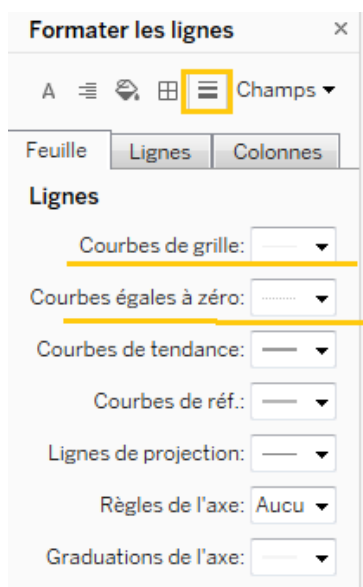 Formater les lignes ×
A Champs
Feuille Lignes Colonnes
Lignes
Courbes de grille:
Courbes égales à zéro:
Courbes de tendance:
Courbes de réf.:
Lignes de projection:
Règles de l'axe: Aucu
Graduations de l'axe: